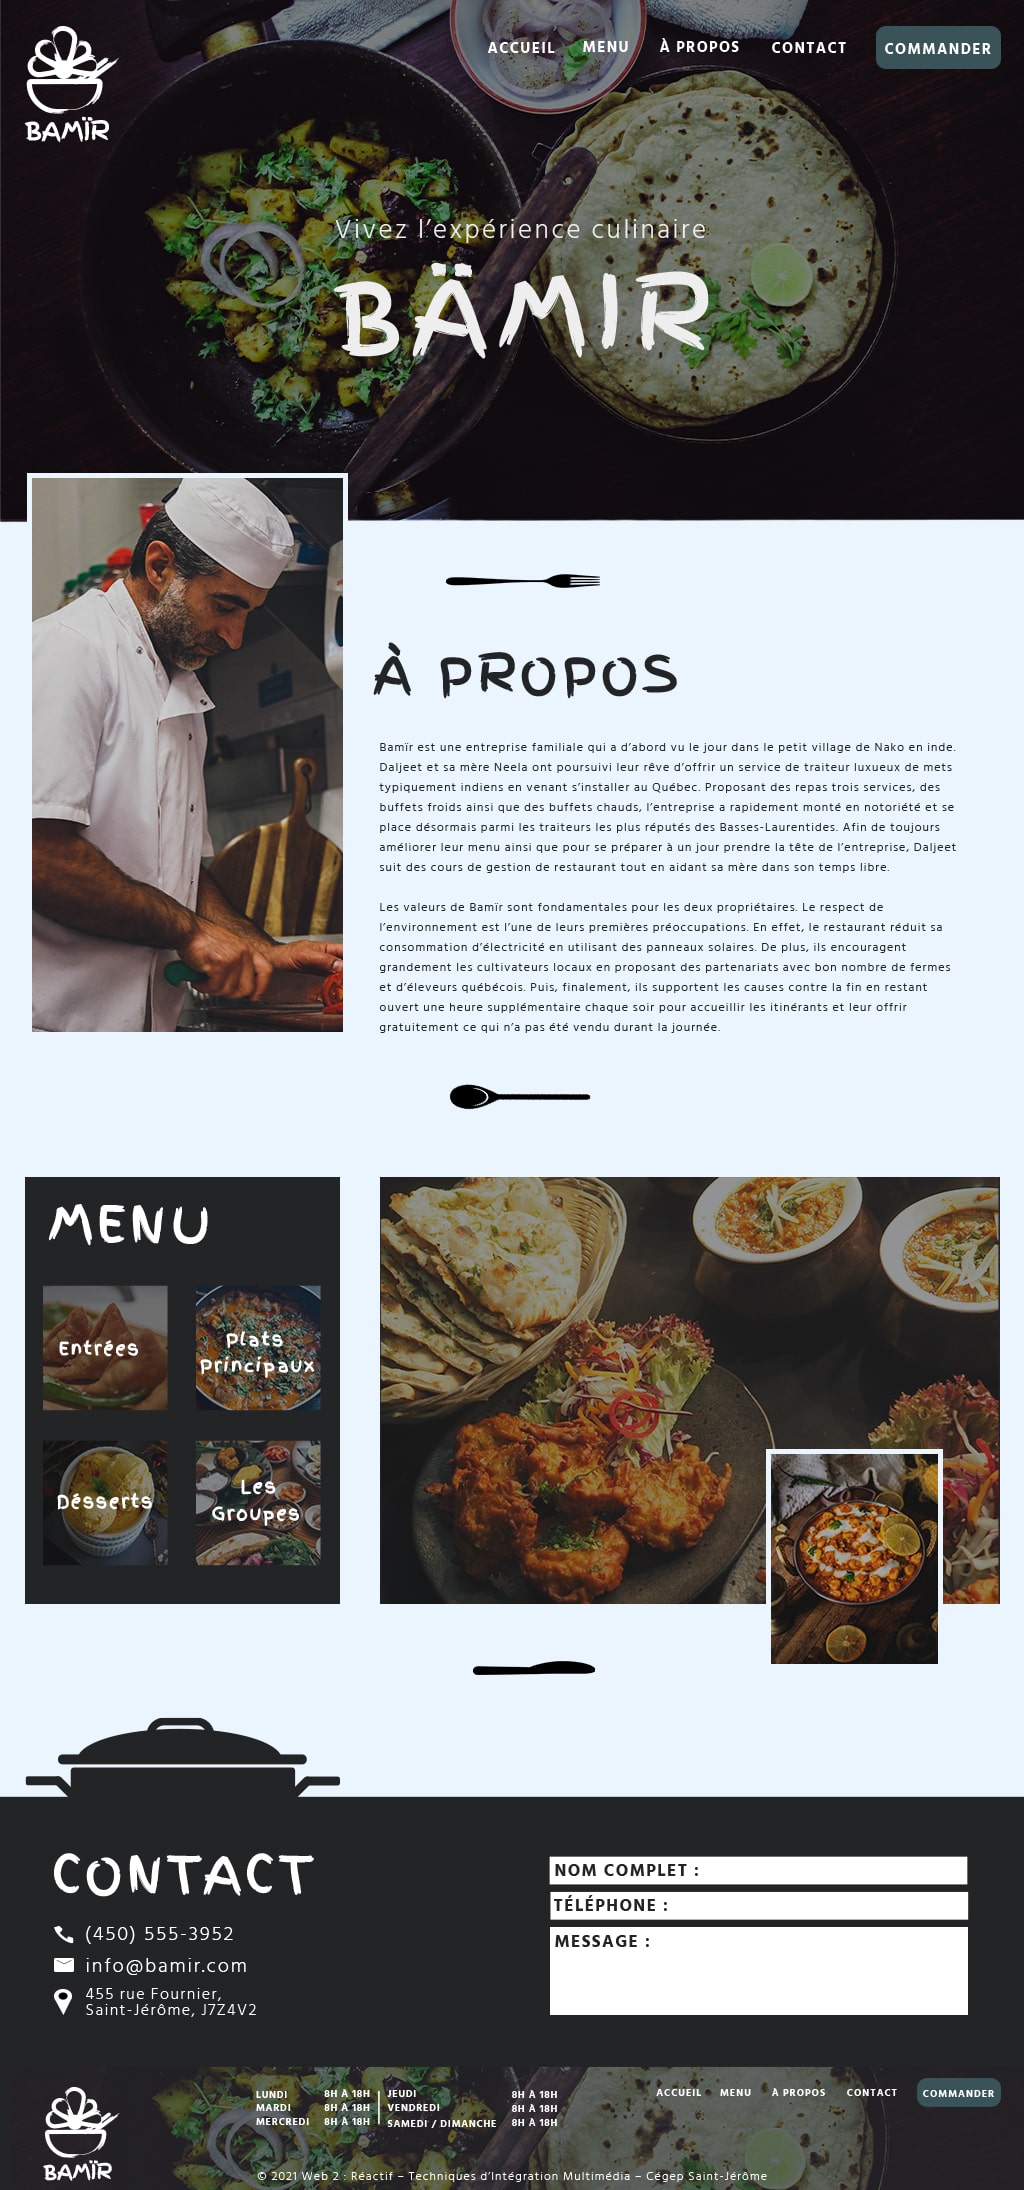 BAMÏR
ACCUEIL MENU À PROPOS CONTACT COMMANDER
Vivez l’expérience culinaire
BÄMIR
À PROPOS
Bamïr est une entreprise familiale qui a d’abord vu le jour dans le petit village de Nako en inde.
Daljeet et sa mère Neela ont poursuivi leur rêve d’offrir un service de traiteur luxueux de mets
typiquement indiens en venant s’installer au Québec. Proposant des repas trois services, des
buffets froids ainsi que des buffets chauds, l’entreprise a rapidement monté en notoriété et se
place désormais parmi les traiteurs les plus réputés des Basses-Laurentides. Afin de toujours
améliorer leur menu ainsi que pour se préparer à un jour prendre la tête de l’entreprise, Daljeet
suit des cours de gestion de restaurant tout en aidant sa mère dans son temps libre.
Les valeurs de Bamïr sont fondamentales pour les deux propriétaires. Le respect de
l’environnement est l’une de leurs premières préoccupations. En effet, le restaurant réduit sa
consommation d’électricité en utilisant des panneaux solaires. De plus, ils encouragent
grandement les cultivateurs locaux en proposant des partenariats avec bon nombre de fermes
et d’éleveurs québécois. Puis, finalement, ils supportent les causes contre la fin en restant
ouvert une heure supplémentaire chaque soir pour accueillir les itinérants et leur offrir
gratuitement ce qui n’a pas été vendu durant la journée.
MENU
Entrées
Plats
Principaux
Désserts
Les
Groupes
CONTACT
(450) 555-3952
info@bamir.com
455 rue Fournier,
Saint-Jérôme, J7Z4V2
NOM COMPLET :
TÉLÉPHONE :
MESSAGE :
BAMÏR
LUNDI 8H À 18H
MARDI 8H À 18H
MERCREDI 8H À 18H
JEUDI 8H À 18H
VENDREDI 8H À 18H
SAMEDI / DIMANCHE 8H À 18H
ACCUEIL MENU À PROPOS CONTACT COMMANDER
© 2021 Web 2 : Réactif – Techniques d’Intégration Multimédia – Cégep Saint-Jérôme